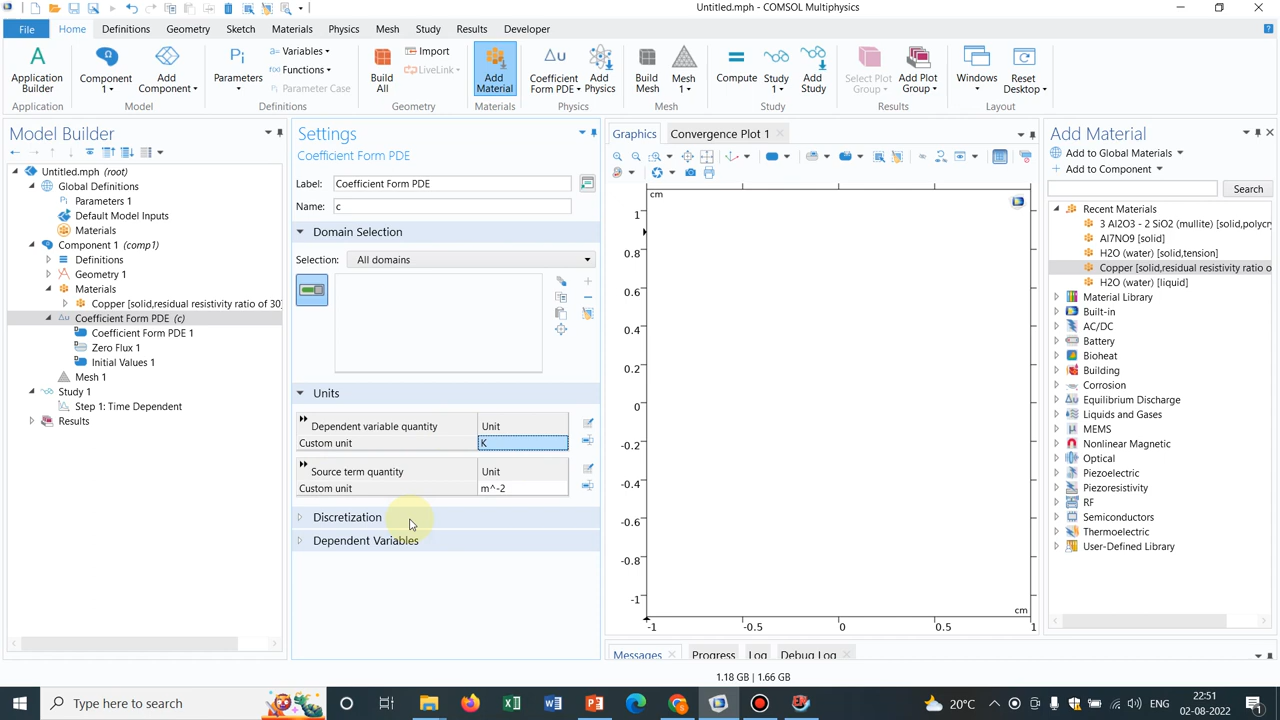 Untitled.mph - COMSOL Multiphysics
File Home Definitions Geometry Sketch Materials Physics Mesh Study Results Developer
Application Builder
Component 1
Add Component
Parameters
Variables
Functions
Parameter Case
Build All
Import
LiveLink
Add Material
Coefficient Form PDE
Add Physics
Build Mesh
Mesh 1
Compute
Study 1
Add Study
Select Plot Group
Add Plot Group
Windows
Reset Desktop
Application Model Definitions Geometry Materials Physics Mesh Study Results Layout
Model Builder
Untitled.mph (root)
Global Definitions
Parameters 1
Default Model Inputs
Materials
Component 1 (comp1)
Definitions
Geometry 1
Materials
Copper [solid,residual resistivity ratio of 30]
Coefficient Form PDE (c)
Coefficient Form PDE 1
Zero Flux 1
Initial Values 1
Mesh 1
Study 1
Step 1: Time Dependent
Results
Settings
Coefficient Form PDE
Label: Coefficient Form PDE
Name: c
Domain Selection
Selection: All domains
Units
Dependent variable quantity Unit
Custom unit K
Source term quantity Unit
Custom unit m^-2
Discretization
Dependent Variables
Graphics Convergence Plot 1
cm
1
0.8
0.6
0.4
0.2
0
-0.2
-0.4
-0.6
-0.8
-1
cm
-1 -0.5 0 0.5 1
Messages Progress Log Debug Log
Add Material
Add to Global Materials
Add to Component
Search
Recent Materials
3 Al2O3 - 2 SiO2 (mullite) [solid,polycr
Al7NO9 [solid]
H2O (water) [solid,tension]
Copper [solid,residual resistivity ratio o
H2O (water) [liquid]
Material Library
Built-in
AC/DC
Battery
Bioheat
Building
Corrosion
Equilibrium Discharge
Liquids and Gases
MEMS
Nonlinear Magnetic
Optical
Piezoelectric
Piezoresistivity
RF
Semiconductors
Thermoelectric
User-Defined Library
1.18 GB | 1.66 GB
Type here to search
20°C
ENG
22:51
02-08-2022